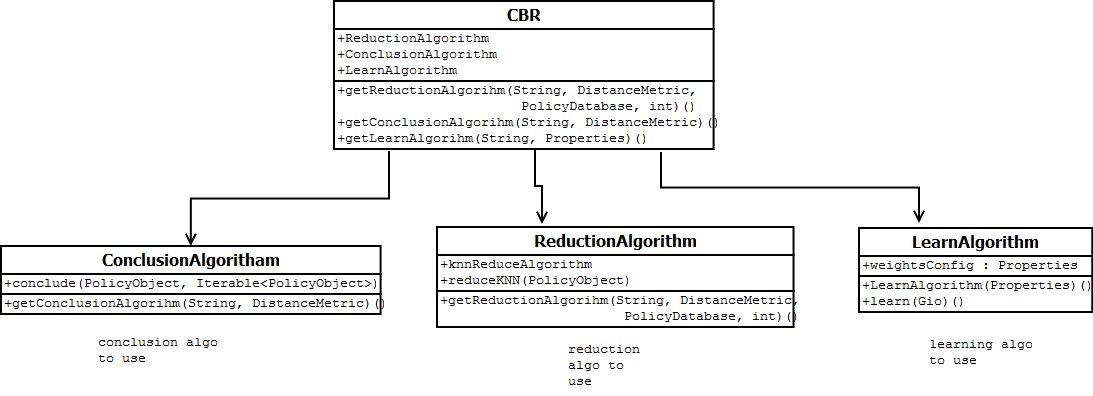 CBR
+ReductionAlgorithm
+ConclusionAlgorithm
+LearnAlgorithm
+getReductionAlgorihm(String, DistanceMetric,
PolicyDatabase, int)()
+getConclusionAlgorihm(String, DistanceMetric)()
+getLearnAlgorihm(String, Properties)()
ConclusionAlgoritham
+conclude(PolicyObject, Iterable<PolicyObject>)
+getConclusionAlgorihm(String, DistanceMetric)()
conclusion algo
to use
ReductionAlgorithm
+knnReduceAlgorithm
+reduceKNN(PolicyObject)
+getReductionAlgorihm(String, DistanceMetric,
PolicyDatabase, int)()
reduction
algo to
use
LearnAlgorithm
+weightsConfig : Properties
+LearnAlgorithm(Properties)()
+learn(Gio)()
learning algo
to use